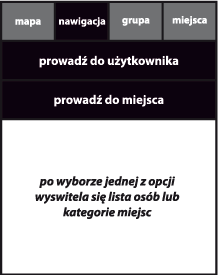 mapa nawigacja grupa miejsca
prowadź do użytkownika
prowadź do miejsca
po wyborze jednej z opcji
wyswitela się lista osób lub
kategorie miejsc